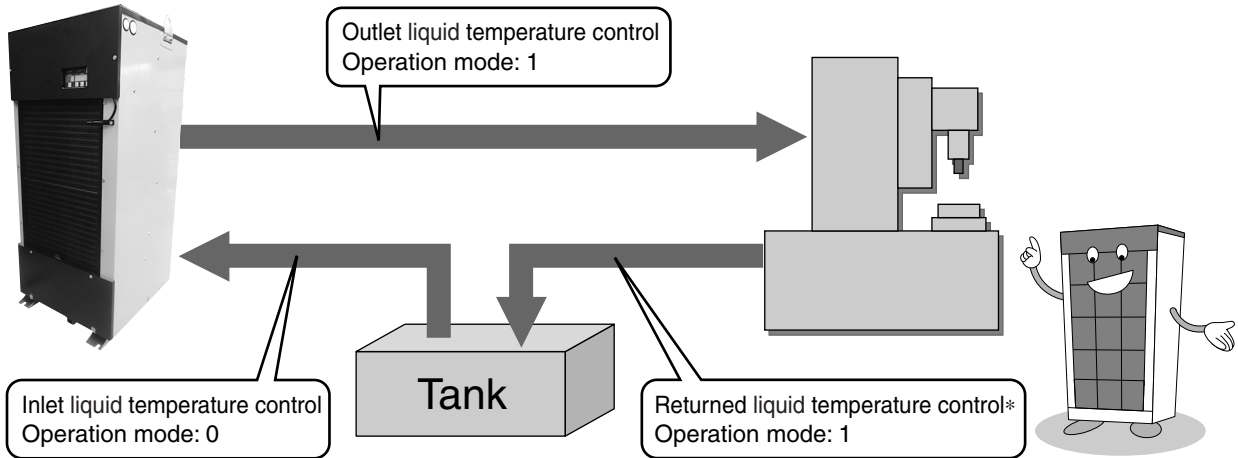 Outlet liquid temperature control
Operation mode: 1
Tank
Inlet liquid temperature control
Operation mode: 0
Returned liquid temperature control*
Operation mode: 1